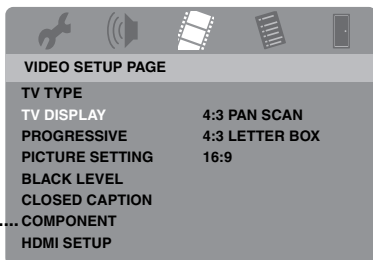 VIDEO SETUP PAGE
TV TYPE
TV DISPLAY 4:3 PAN SCAN
PROGRESSIVE 4:3 LETTER BOX
PICTURE SETTING 16:9
BLACK LEVEL
CLOSED CAPTION
....COMPONENT
HDMI SETUP